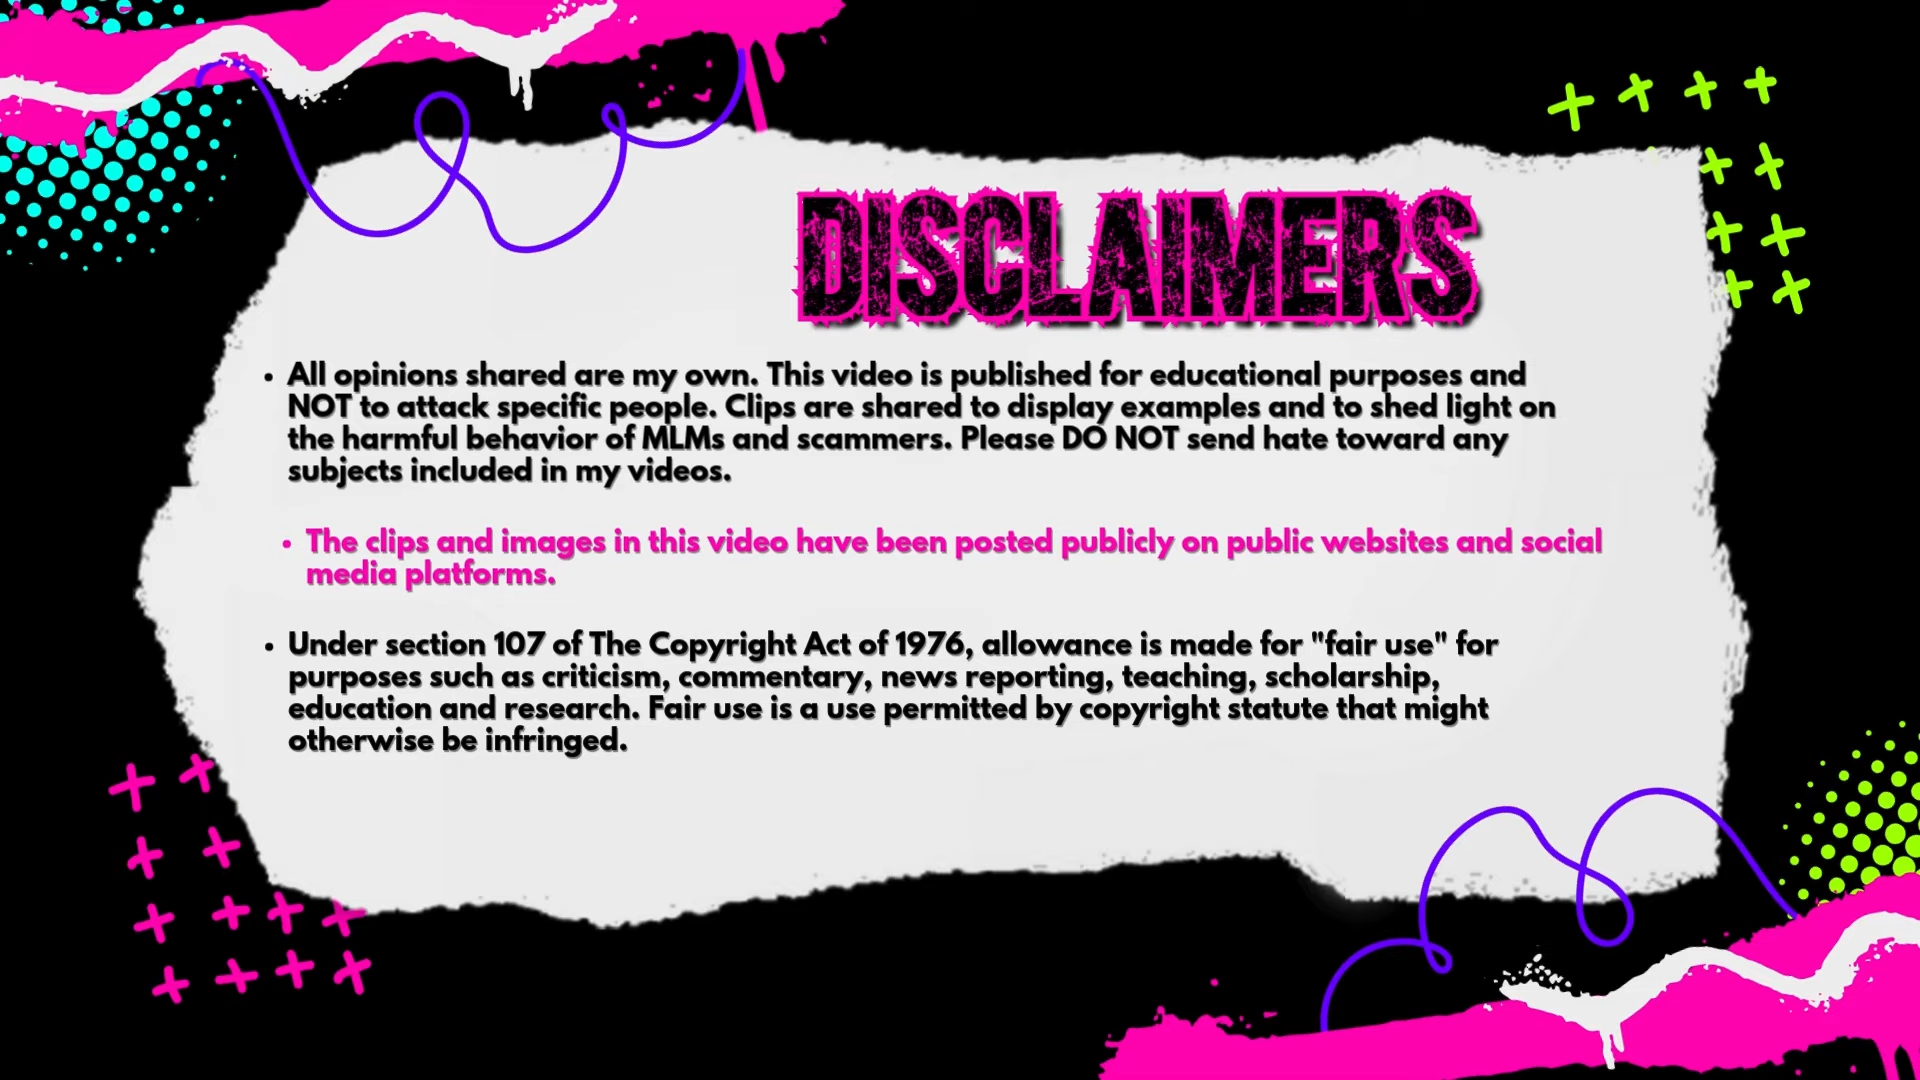 DISCLAIMERS
• All opinions shared are my own. This video is published for educational purposes and
NOT to attack specific people. Clips are shared to display examples and to shed light on
the harmful behavior of MLMs and scammers. Please DO NOT send hate toward any
subjects included in my videos.
• The clips and images in this video have been posted publicly on public websites and social
media platforms.
• Under section 107 of The Copyright Act of 1976, allowance is made for "fair use" for
purposes such as criticism, commentary, news reporting, teaching, scholarship,
education and research. Fair use is a use permitted by copyright statute that might
otherwise be infringed.